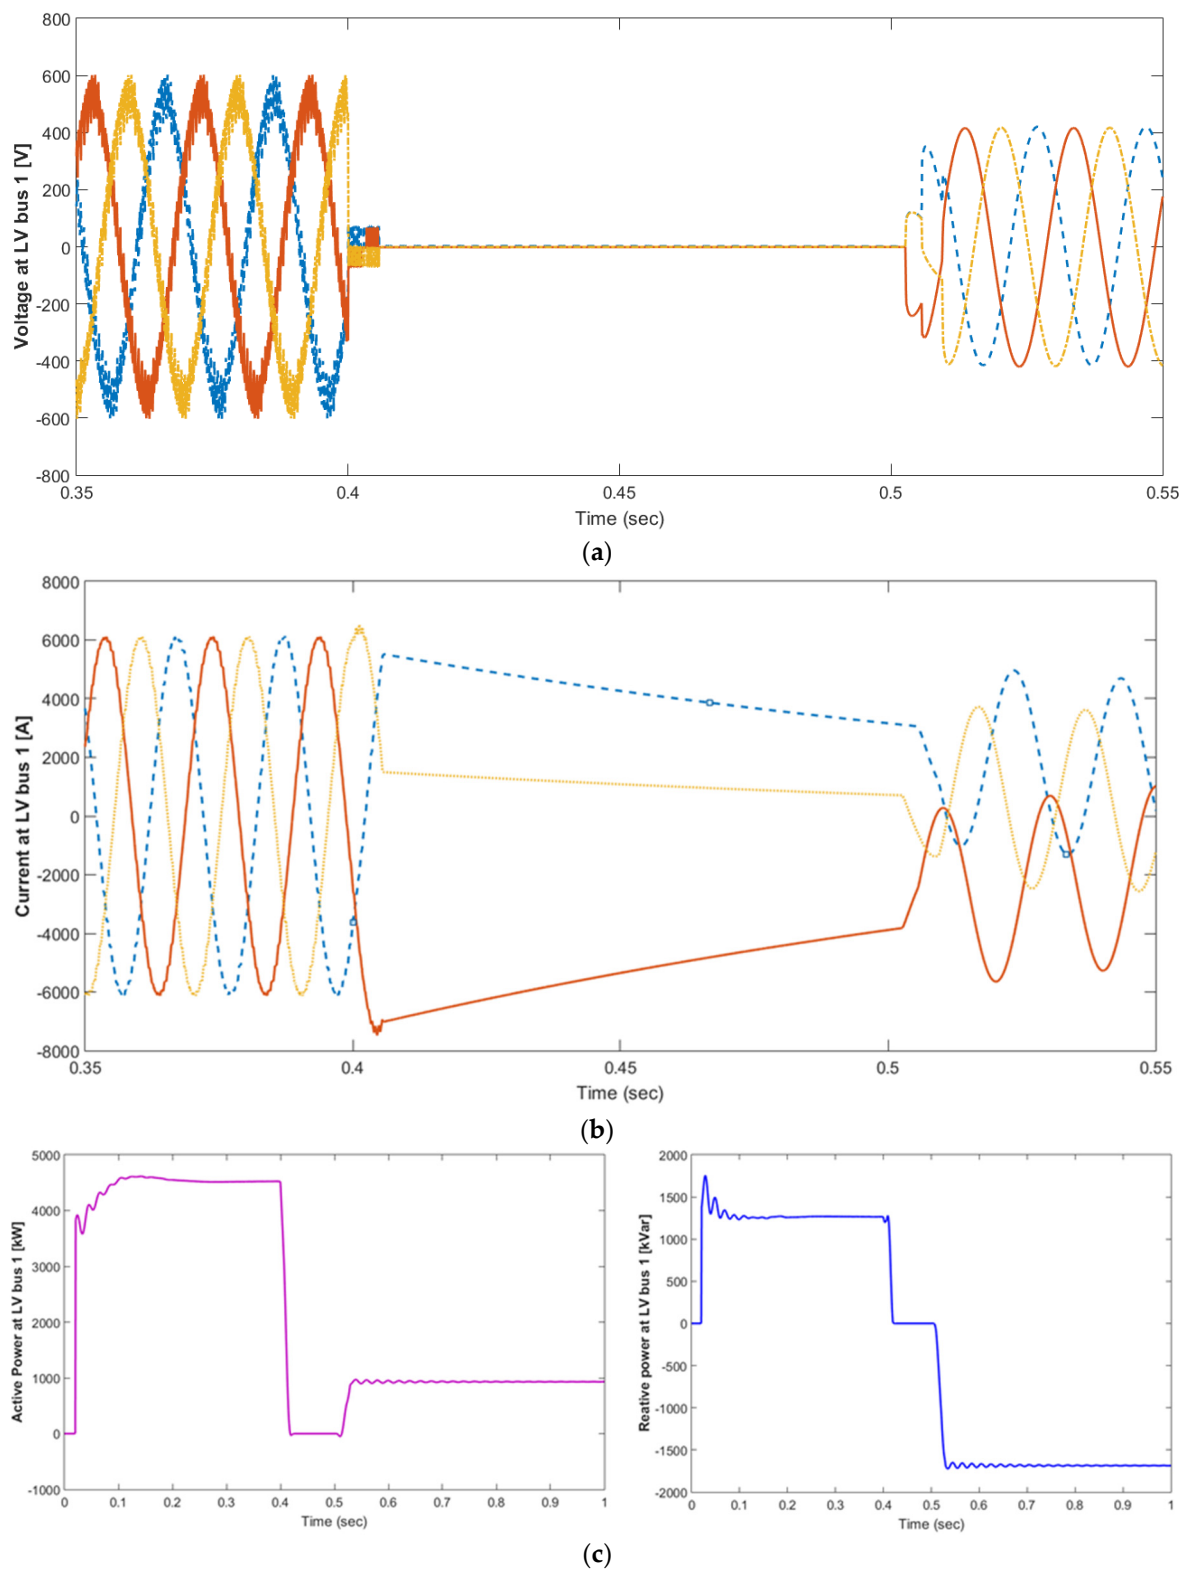 800
600
400
200
0
-200
-400
-600
-800
Voltage at LV bus 1 [V]
0.35 0.4 0.45 0.5 0.55
Time (sec)
(a)
8000
6000
4000
2000
0
-2000
-4000
-6000
-8000
Current at LV bus 1 [A]
0.35 0.4 0.45 0.5 0.55
Time (sec)
(b)
5000
4000
3000
2000
1000
0
-1000
Active Power at LV bus 1 [kW]
0 0.1 0.2 0.3 0.4 0.5 0.6 0.7 0.8 0.9 1
Time (sec)
2000
1500
1000
500
0
-500
-1000
-1500
-2000
Reative power at LV bus 1 [kVar]
0 0.1 0.2 0.3 0.4 0.5 0.6 0.7 0.8 0.9 1
Time (sec)
(c)